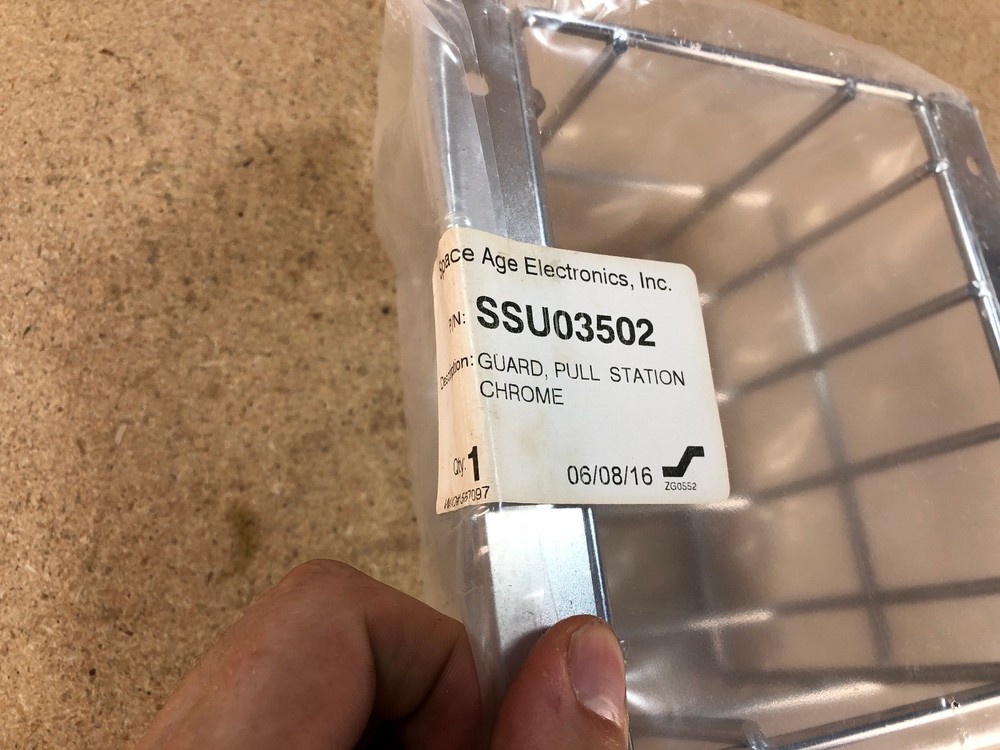 Space Age Electronics, Inc.
P/N: SSU03502
Description: GUARD, PULL STATION
CHROME
Qty: 1
06/08/16
ZG0552